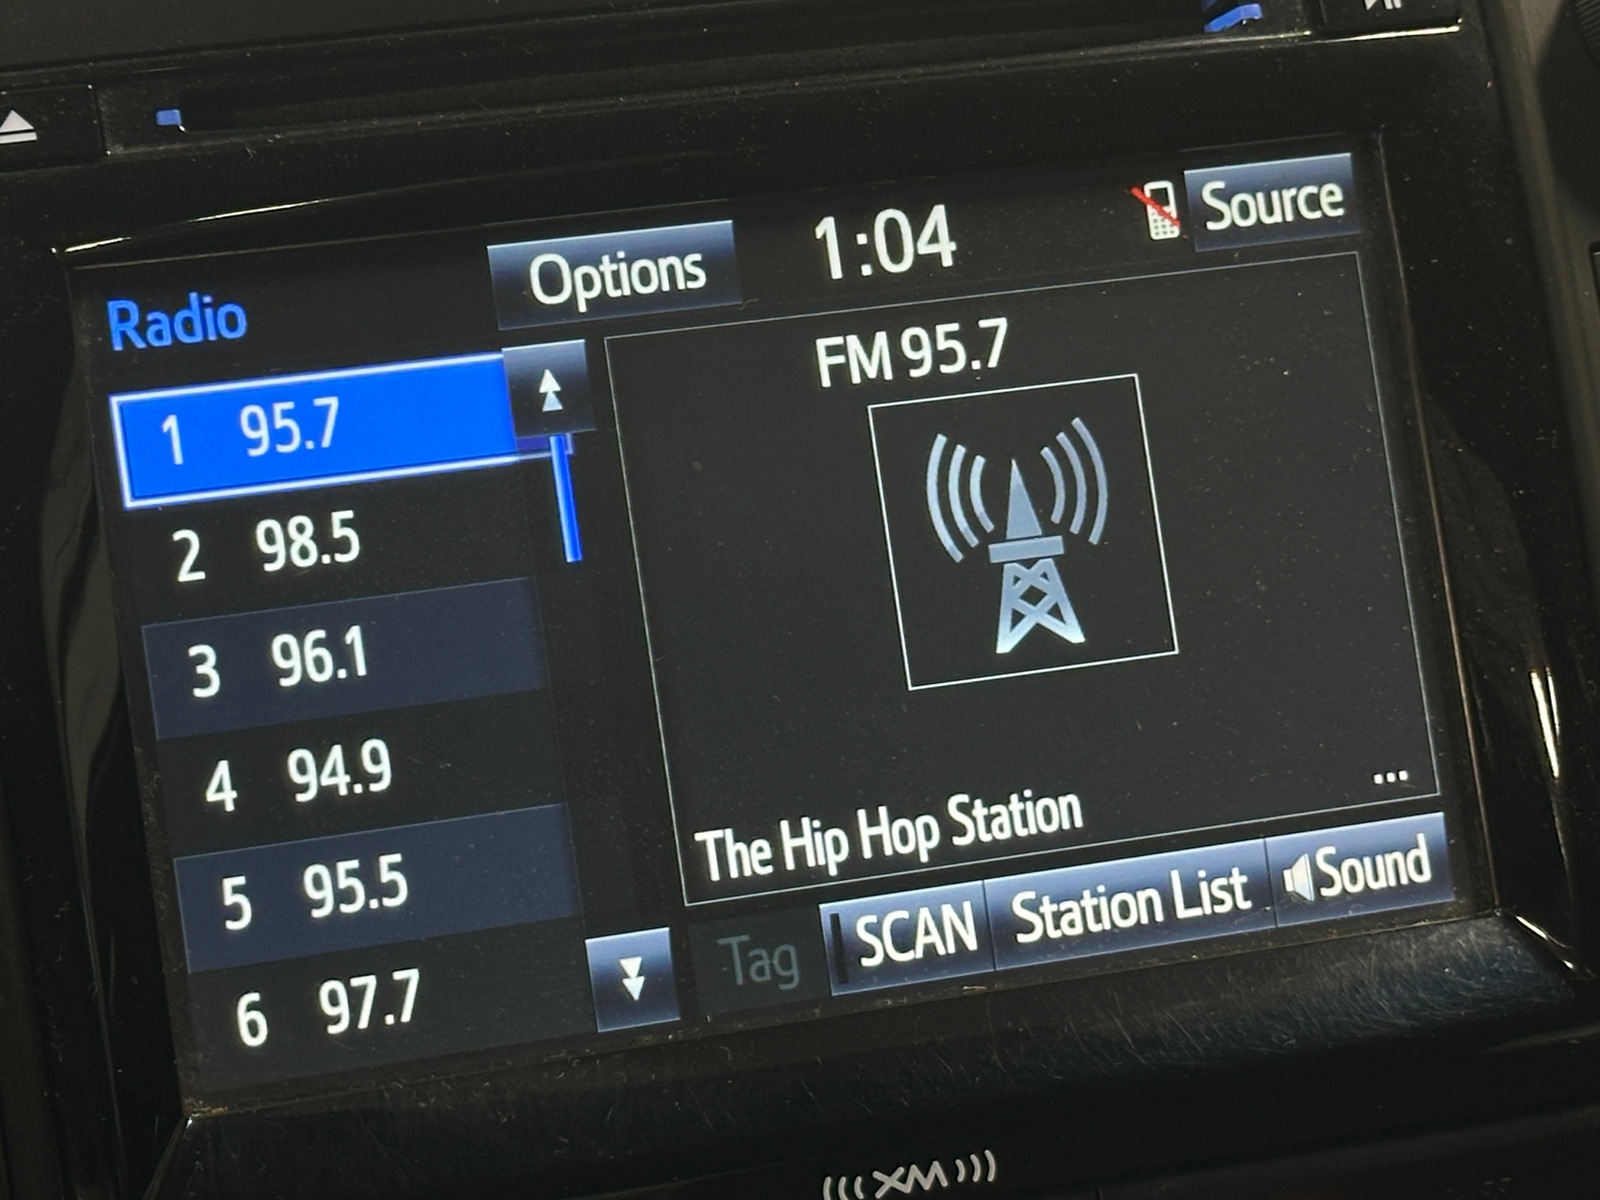 Options 1:04 Source
Radio
FM 95.7
1 95.7
2 98.5
3 96.1
4 94.9
5 95.5
6 97.7
...
The Hip Hop Station
Tag SCAN Station List Sound
XM